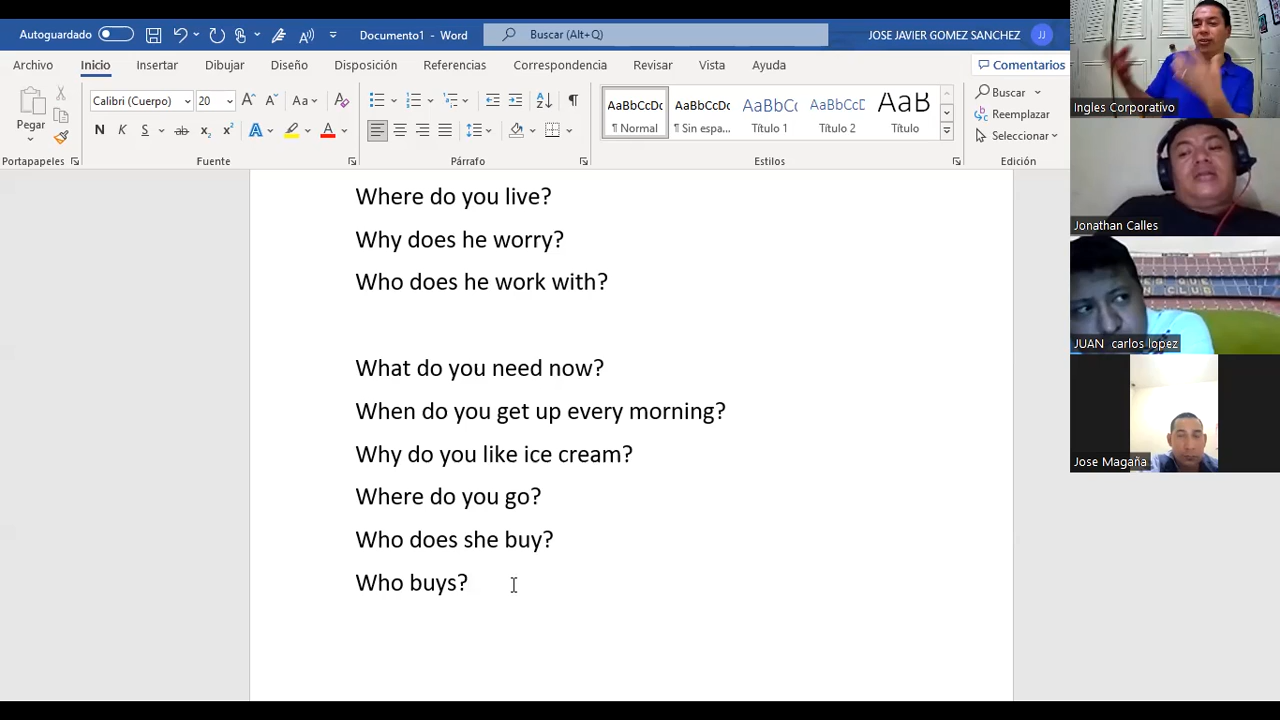 Autoguardado
Documento1 - Word
Buscar (Alt+Q)
JOSE JAVIER GOMEZ SANCHEZ
JJ
Archivo Inicio Insertar Dibujar Diseño Disposición Referencias Correspondencia Revisar Vista Ayuda
Comentarios
Pegar
Calibri (Cuerpo) 20
N K S ab x₂ x²
AaBbCcDc AaBbCcDc AaBbCc AaBbCcD AaB
¶ Normal ¶ Sin espa... Título 1 Título 2 Título
Buscar
Reemplazar
Seleccionar
Portapapeles Fuente Párrafo Estilos Edición
Where do you live?
Why does he worry?
Who does he work with?
What do you need now?
When do you get up every morning?
Why do you like ice cream?
Where do you go?
Who does she buy?
Who buys?
Ingles Corporativo
Jonathan Calles
JUAN carlos lopez
Jose Magaña